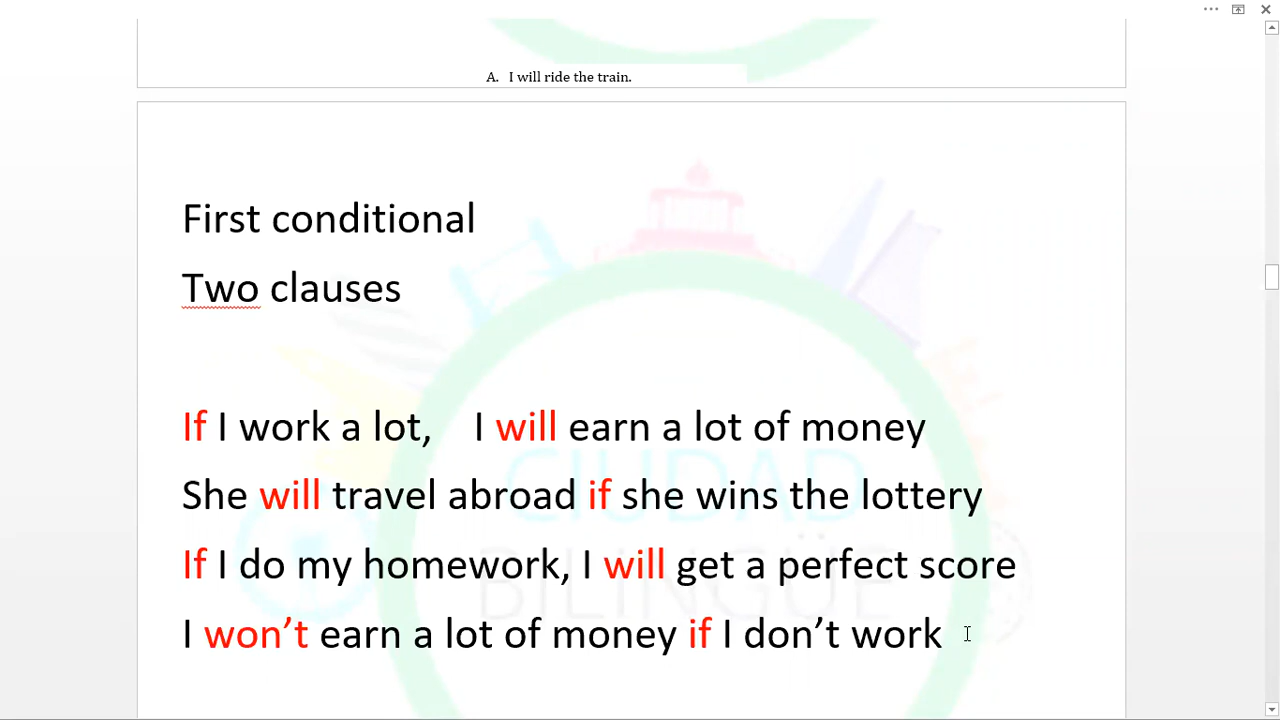 A. I will ride the train.
First conditional
Two clauses
If I work a lot, I will earn a lot of money
She will travel abroad if she wins the lottery
If I do my homework, I will get a perfect score
I won’t earn a lot of money if I don’t work
CIUDAD
BILINGÜE